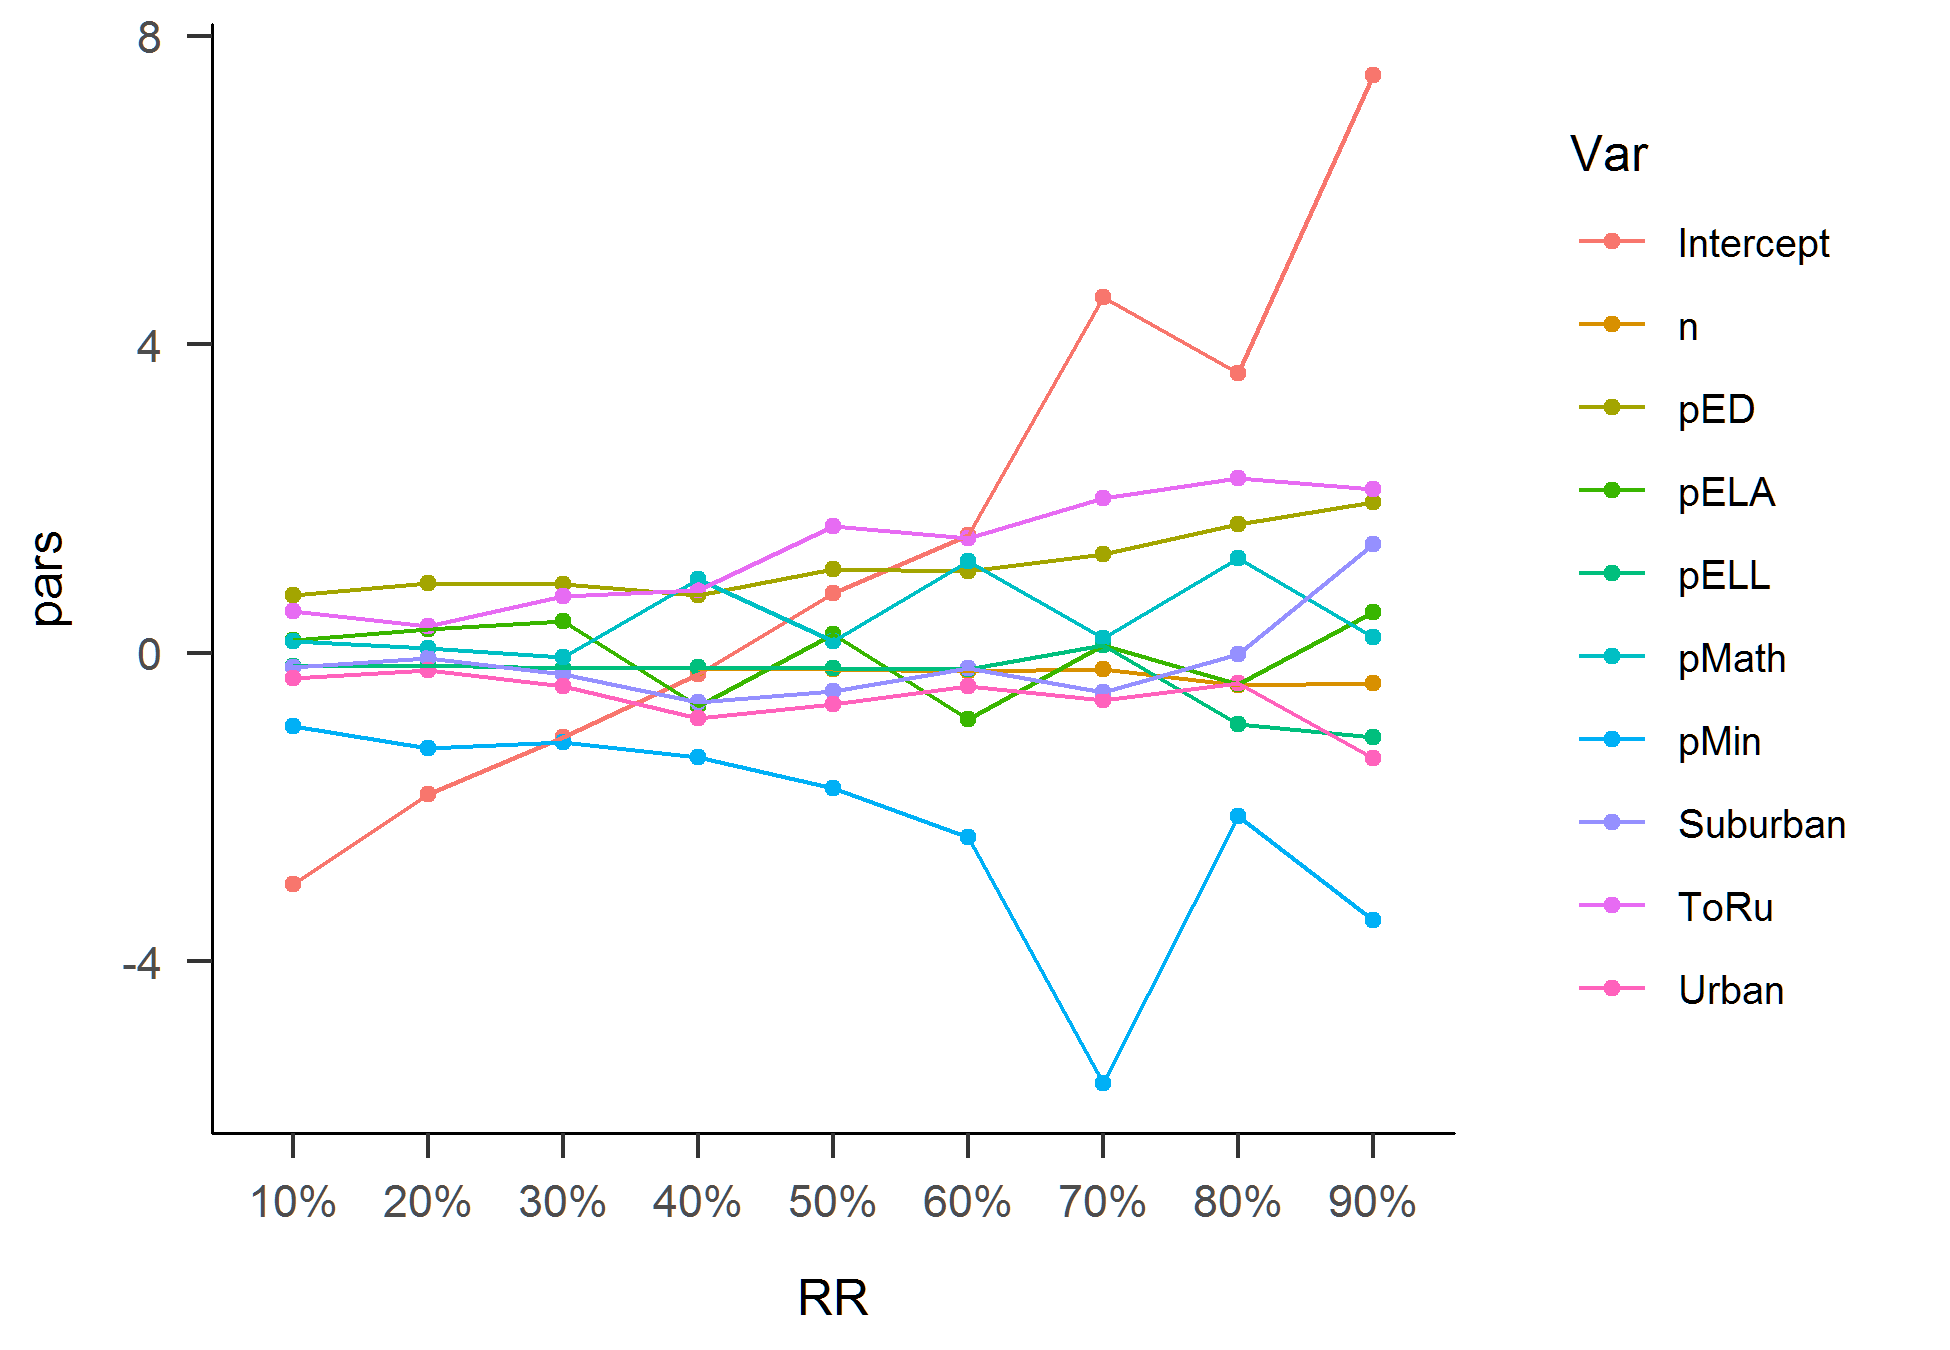 8
4
0
-4
pars
10% 20% 30% 40% 50% 60% 70% 80% 90%
RR
Var
Intercept
n
pED
pELA
pELL
pMath
pMin
Suburban
ToRu
Urban